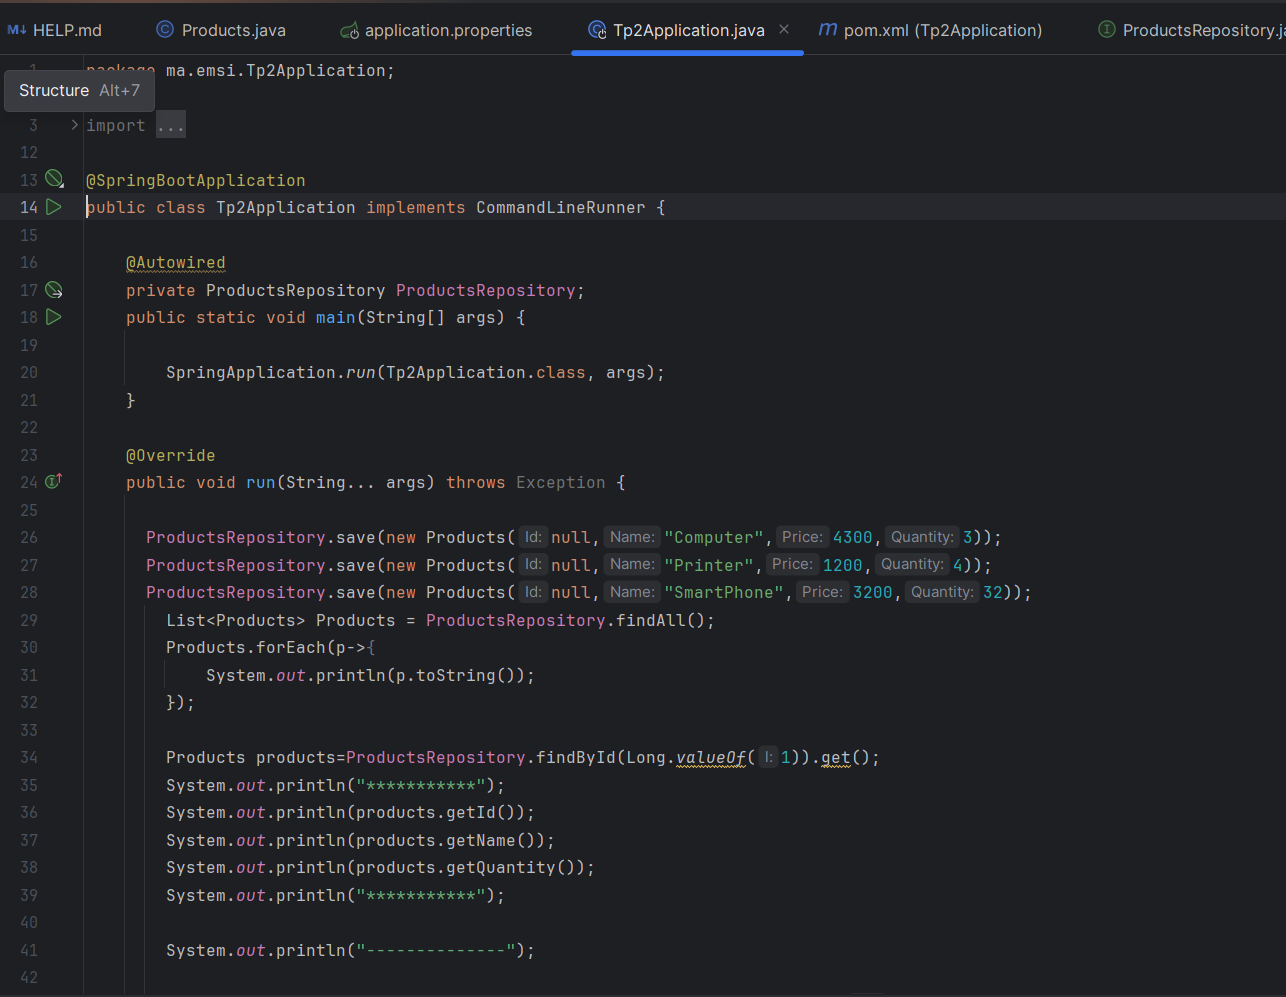 HELP.md Products.java application.properties Tp2Application.java pom.xml (Tp2Application) ProductsRepository.ja
1 package ma.emsi.Tp2Application;
Structure Alt+7
3 import ...
12
13 @SpringBootApplication
14 public class Tp2Application implements CommandLineRunner {
15
16 @Autowired
17 private ProductsRepository ProductsRepository;
18 public static void main(String[] args) {
19
20 SpringApplication.run(Tp2Application.class, args);
21 }
22
23 @Override
24 public void run(String... args) throws Exception {
25
26 ProductsRepository.save(new Products( Id: null, Name: "Computer", Price: 4300, Quantity: 3));
27 ProductsRepository.save(new Products( Id: null, Name: "Printer", Price: 1200, Quantity: 4));
28 ProductsRepository.save(new Products( Id: null, Name: "SmartPhone", Price: 3200, Quantity: 32));
29 List<Products> Products = ProductsRepository.findAll();
30 Products.forEach(p->{
31 System.out.println(p.toString());
32 });
33
34 Products products=ProductsRepository.findById(Long.valueOf( l: 1)).get();
35 System.out.println("***********");
36 System.out.println(products.getId());
37 System.out.println(products.getName());
38 System.out.println(products.getQuantity());
39 System.out.println("***********");
40
41 System.out.println("--------------");
42